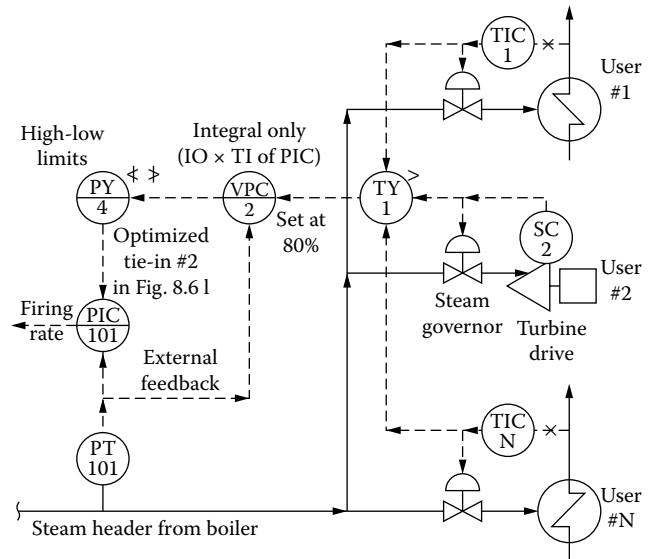 TIC
1
User
#1
High-low
limits
Integral only
(IO × TI of PIC)
PY
4
VPC
2
Set at
80%
TY
1
>
SC
2
User
#2
Steam
governor
Turbine
drive
Optimized
tie-in #2
in Fig. 8.6 l
Firing
rate
PIC
101
External
feedback
PT
101
TIC
N
User
#N
Steam header from boiler